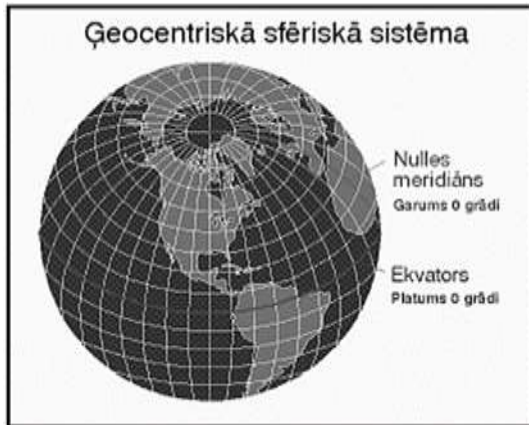 Ģeocentriskā sfēriskā sistēma
Nulles
meridiāns
Garums 0 grādi
Ekvators
Platums 0 grādi